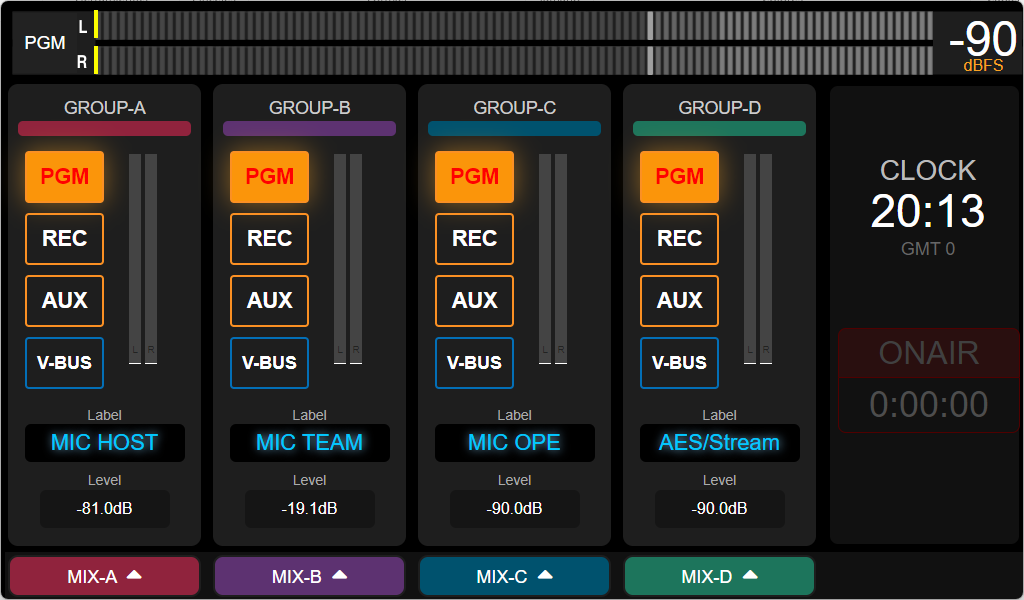 PGM L R -90 dBFS
GROUP-A GROUP-B GROUP-C GROUP-D
PGM PGM PGM PGM
REC REC REC REC
AUX AUX AUX AUX
V-BUS L R V-BUS L R V-BUS L R V-BUS L R
Label Label Label Label
MIC HOST MIC TEAM MIC OPE AES/Stream
Level Level Level Level
-81.0dB -19.1dB -90.0dB -90.0dB
MIX-A MIX-B MIX-C MIX-D
CLOCK
20:13
GMT 0
ONAIR
0:00:00